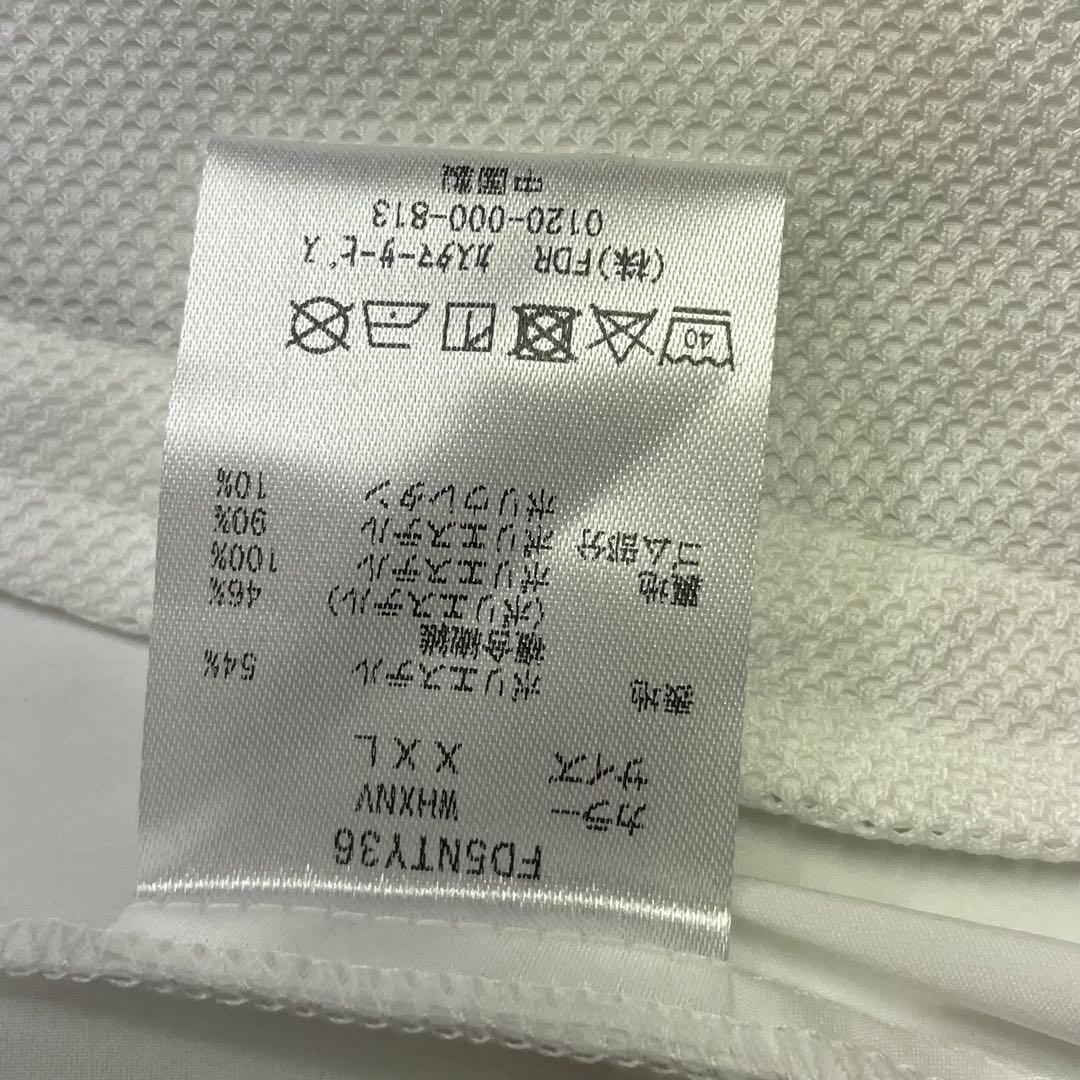 FD5NTY36
カラー WHXNV
サイズ XXL
表地 ポリエステル 54%
複合繊維
(ポリエステル) 46%
裏地 ポリエステル 100%
ゴム部分 ポリエステル 90%
ポリウレタン 10%
40
(株)FDR カスタマーサービス
0120-000-813
中国製